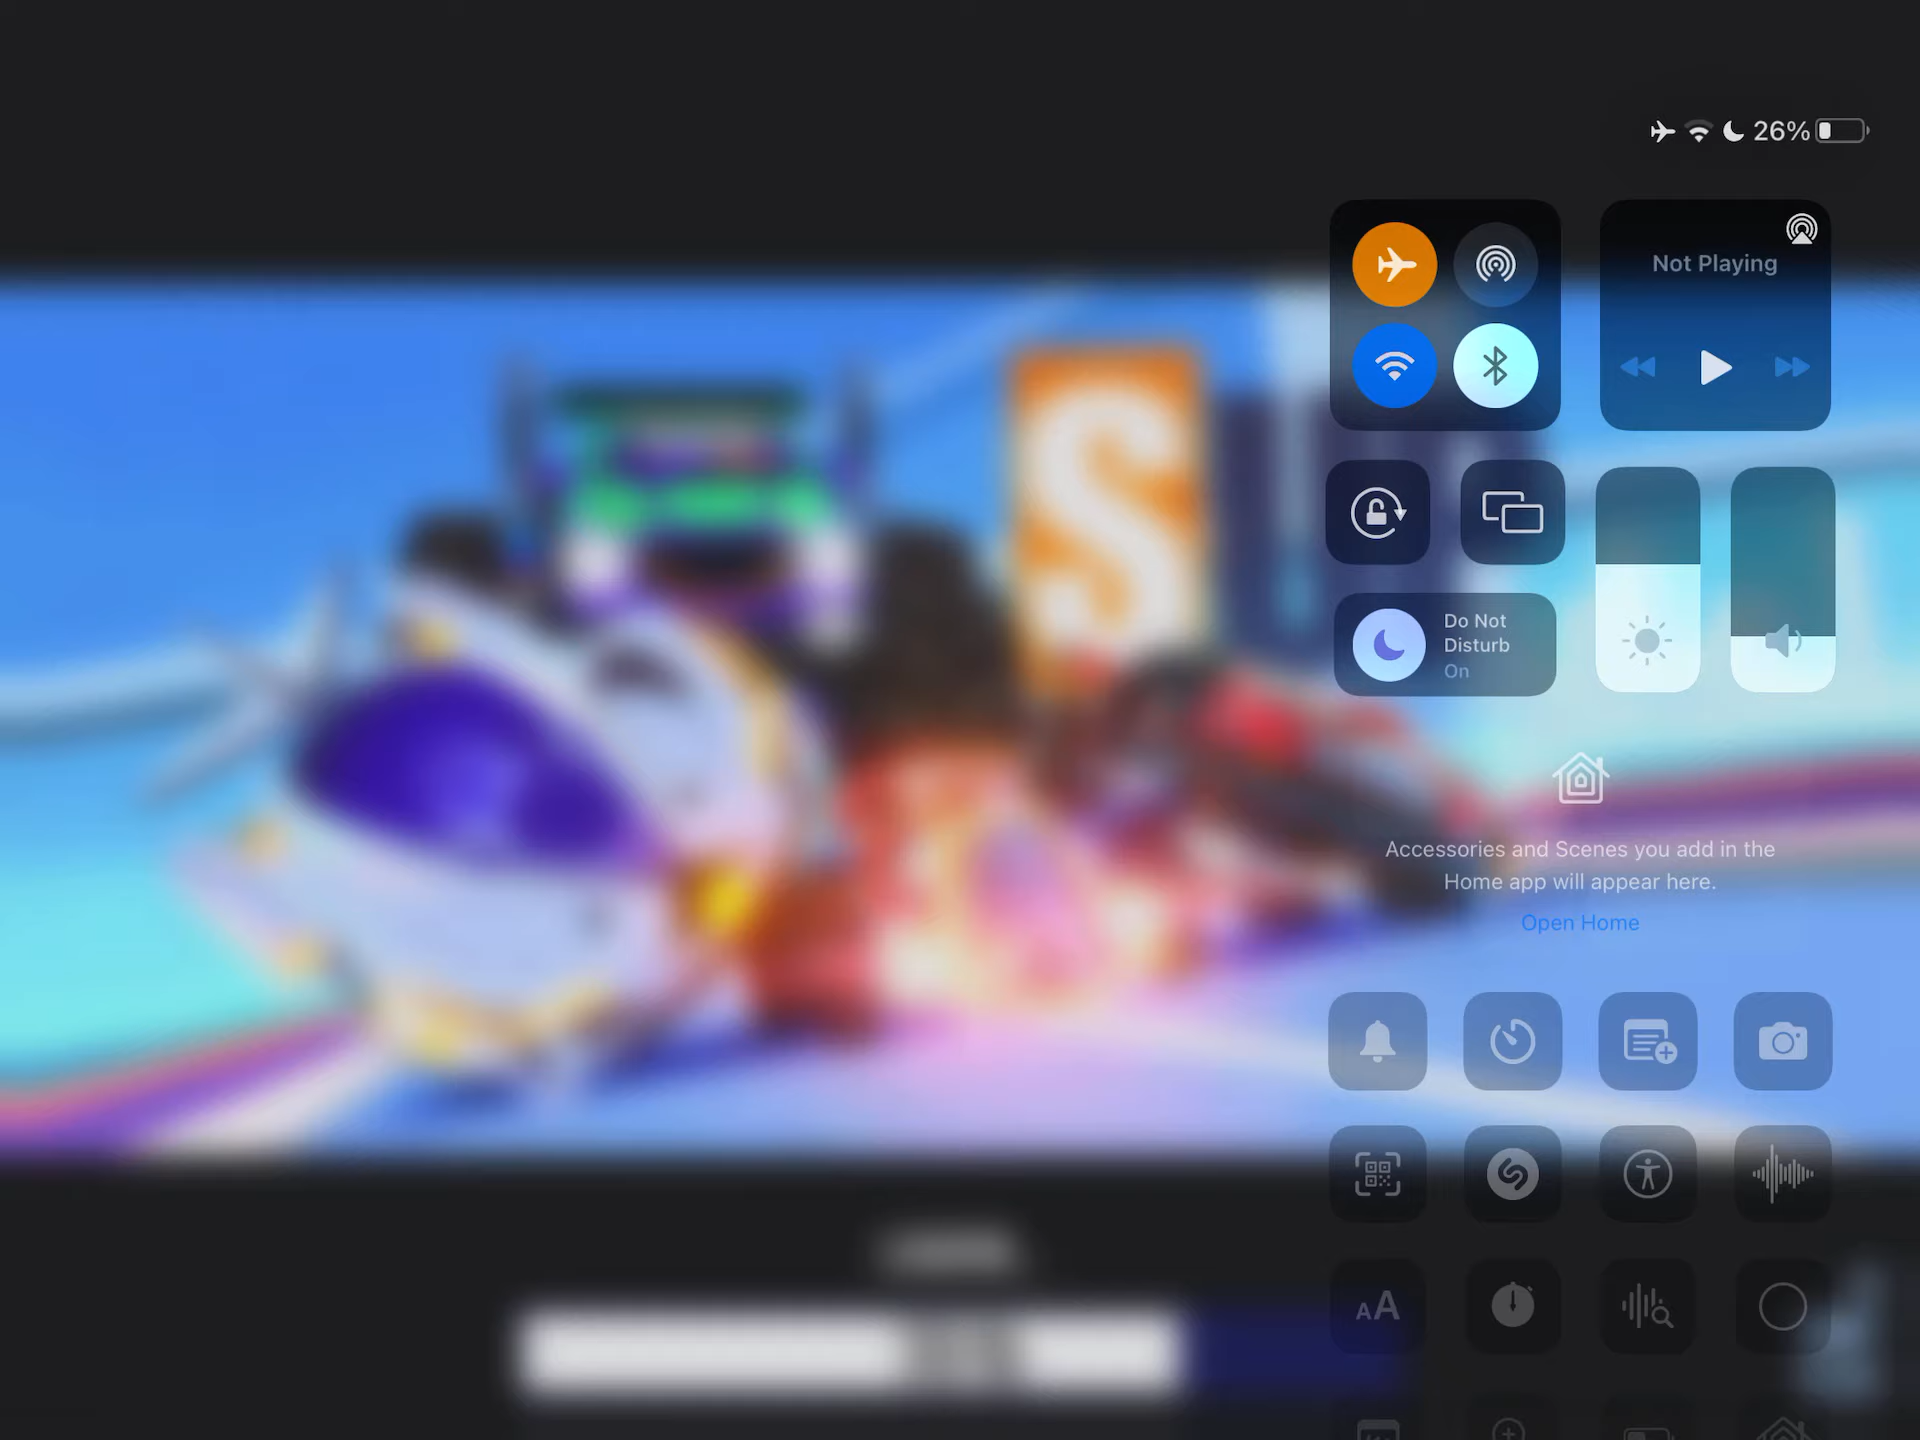 26%
Not Playing
Do Not
Disturb
On
Accessories and Scenes you add in the
Home app will appear here.
Open Home
AA
S